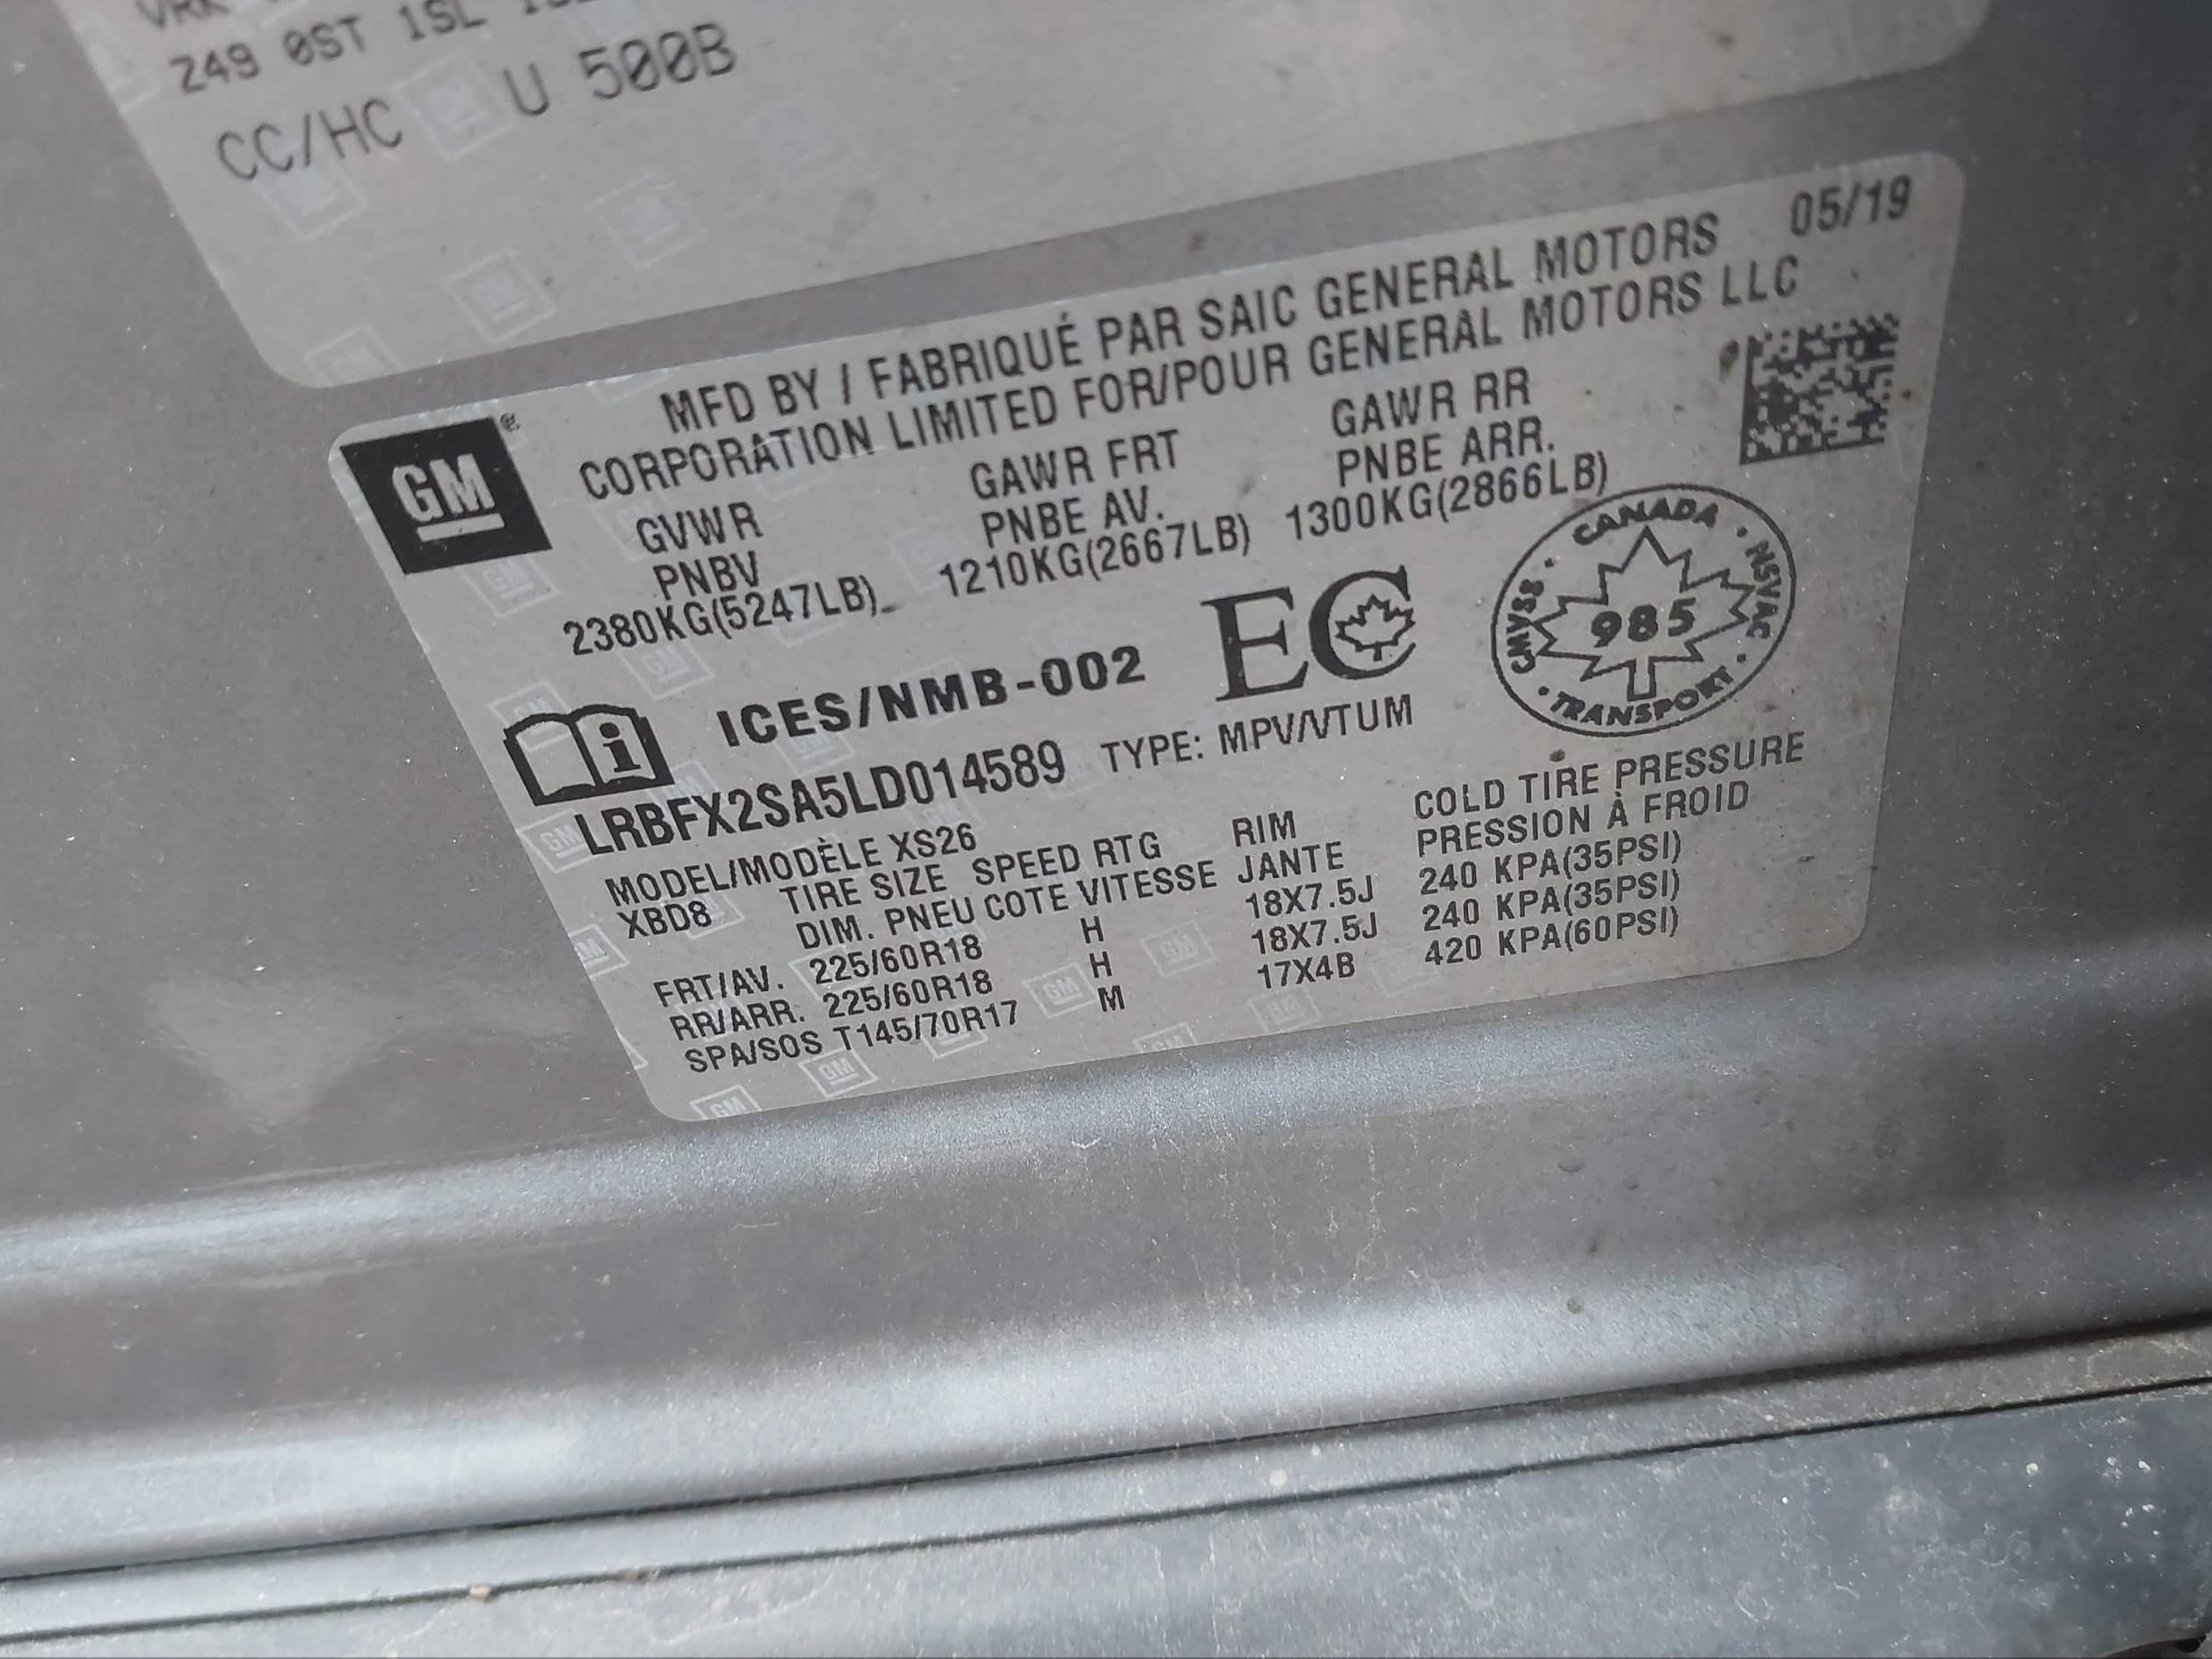 Z49 0ST 1SL
CC/HC U 500B
GM
MFD BY / FABRIQUÉ PAR SAIC GENERAL MOTORS 05/19
CORPORATION LIMITED FOR/POUR GENERAL MOTORS LLC
GVWR GAWR FRT GAWR RR
PNBV PNBE AV. PNBE ARR.
2380KG(5247LB) 1210KG(2667LB) 1300KG(2866LB)
ICES/NMB-002 EC
CANADA · NSVAC · TRANSPORT · CMVSS ·
985
LRBFX2SA5LD014589 TYPE: MPV/VTUM
MODEL/MODÈLE XS26
XBD8 TIRE SIZE SPEED RTG RIM COLD TIRE PRESSURE
DIM. PNEU COTE VITESSE JANTE PRESSION À FROID
FRT/AV. 225/60R18 H 18X7.5J 240 KPA(35PSI)
RR/ARR. 225/60R18 H 18X7.5J 240 KPA(35PSI)
SPA/SOS T145/70R17 M 17X4B 420 KPA(60PSI)